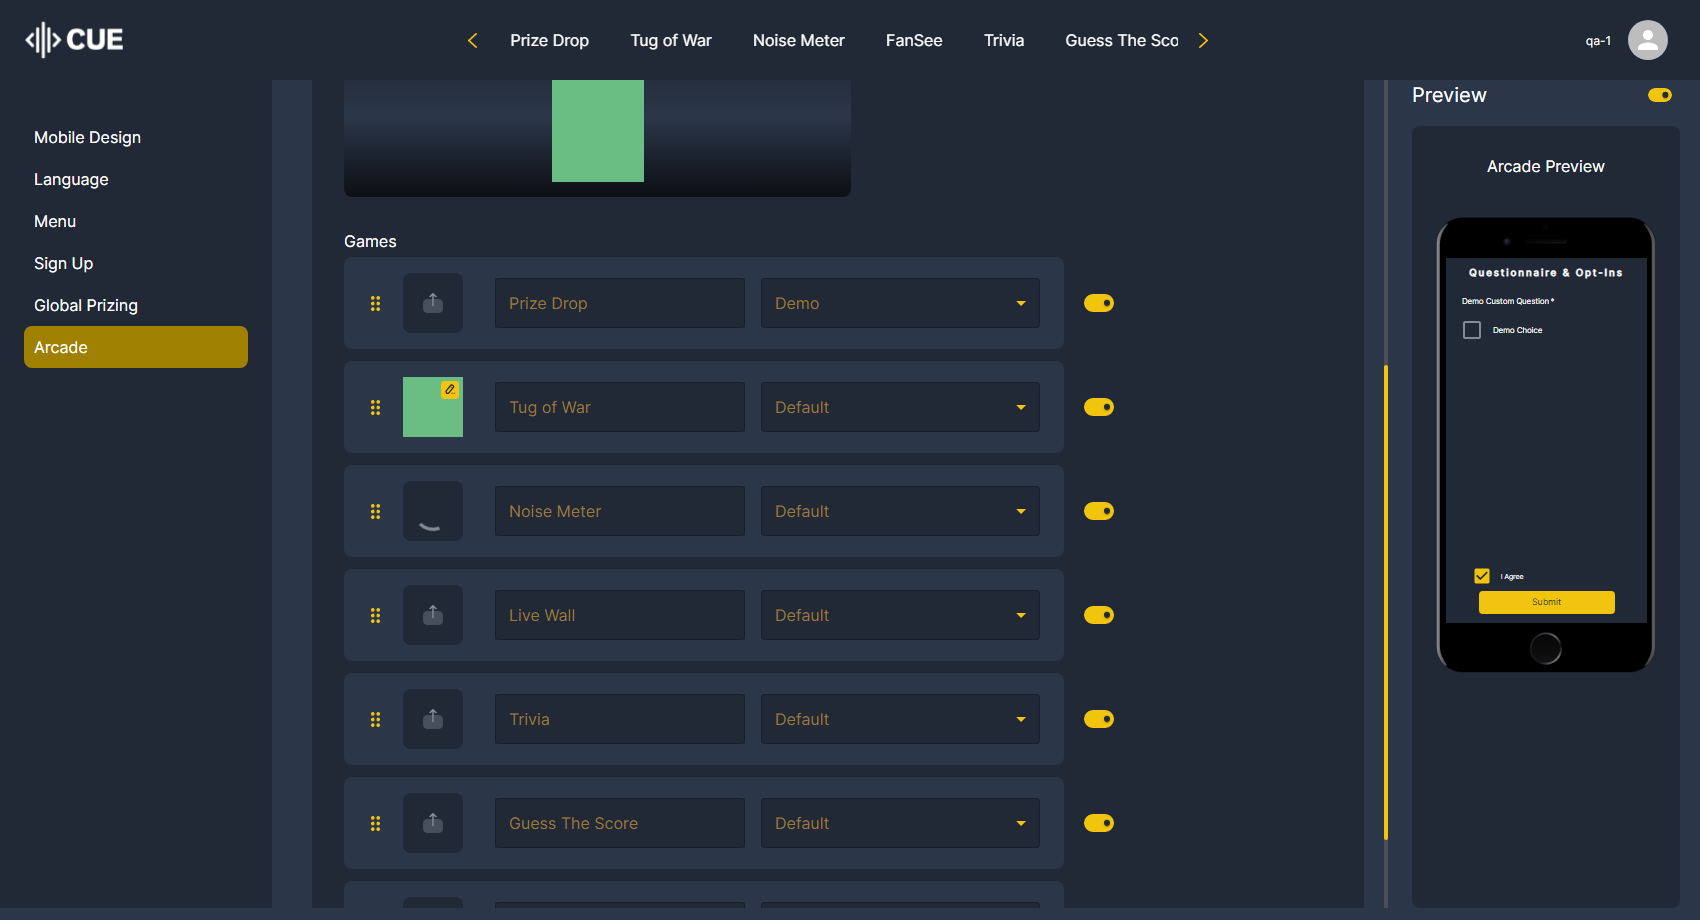 CUE
Prize Drop
Tug of War
Noise Meter
FanSee
Trivia
Guess The Sco
qa-1
Mobile Design
Language
Menu
Sign Up
Global Prizing
Arcade
Games
Prize Drop
Demo
Tug of War
Default
Noise Meter
Default
Live Wall
Default
Trivia
Default
Guess The Score
Default
Preview
Arcade Preview
Questionnaire & Opt-Ins
Demo Custom Question *
Demo Choice
I Agree
Submit